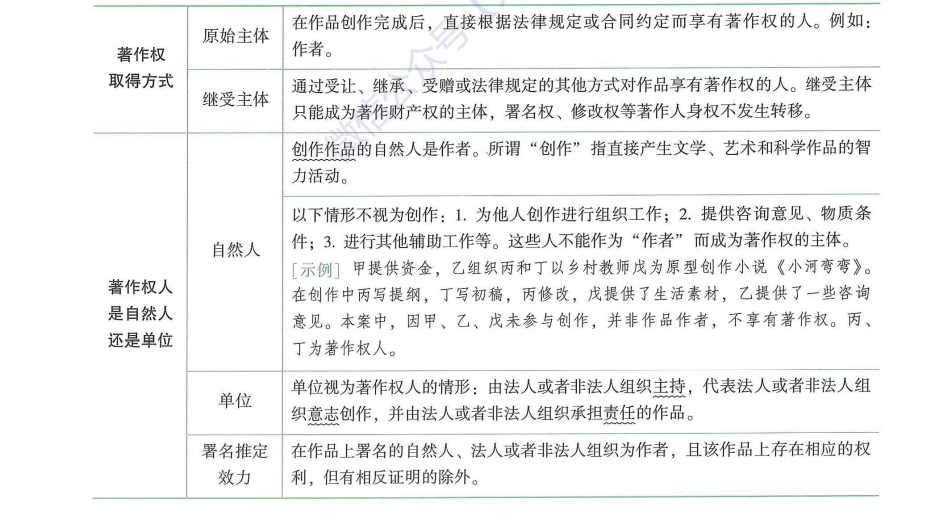 著作权
取得方式
原始主体
在作品创作完成后，直接根据法律规定或合同约定而享有著作权的人。例如：
作者。
继受主体
通过受让、继承、受赠或法律规定的其他方式对作品享有著作权的人。继受主体
只能成为著作财产权的主体，署名权、修改权等著作人身权不发生转移。
著作权人
是自然人
还是单位
自然人
创作作品的自然人是作者。所谓“创作”指直接产生文学、艺术和科学作品的智
力活动。
以下情形不视为创作：1. 为他人创作进行组织工作；2. 提供咨询意见、物质条
件；3. 进行其他辅助工作等。这些人不能作为“作者”而成为著作权的主体。
［示例］甲提供资金，乙组织丙和丁以乡村教师戊为原型创作小说《小河弯弯》。
在创作中丙写提纲，丁写初稿，丙修改，戊提供了生活素材，乙提供了一些咨询
意见。本案中，因甲、乙、戊未参与创作，并非作品作者，不享有著作权。丙、
丁为著作权人。
单位
单位视为著作权人的情形：由法人或者非法人组织主持，代表法人或者非法人组
织意志创作，并由法人或者非法人组织承担责任的作品。
署名推定
效力
在作品上署名的自然人、法人或者非法人组织为作者，且该作品上存在相应的权
利，但有相反证明的除外。
微信公众号（